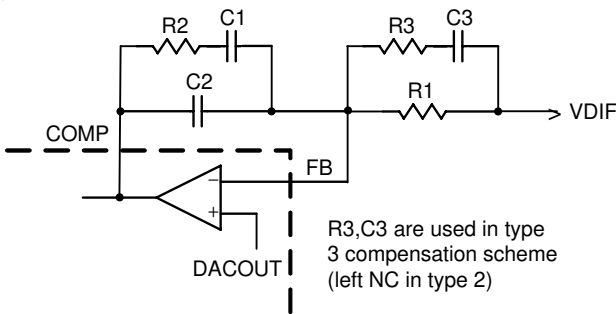 R2 C1 R3 C3
C2 R1 VDIF
COMP
FB
−
+
DACOUT
R3,C3 are used in type
3 compensation scheme
(left NC in type 2)